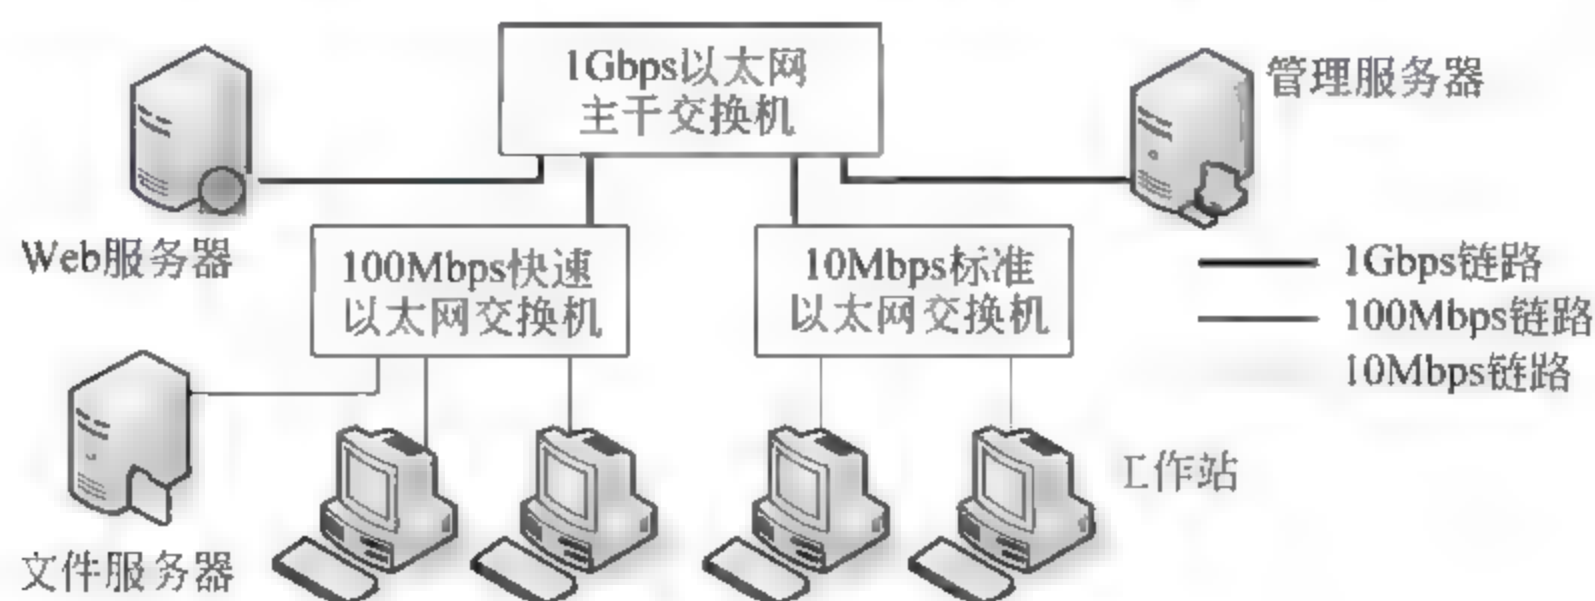 1Gbps以太网
主干交换机
管理服务器
Web服务器
100Mbps快速
以太网交换机
10Mbps标准
以太网交换机
1Gbps链路
100Mbps链路
10Mbps链路
工作站
文件服务器